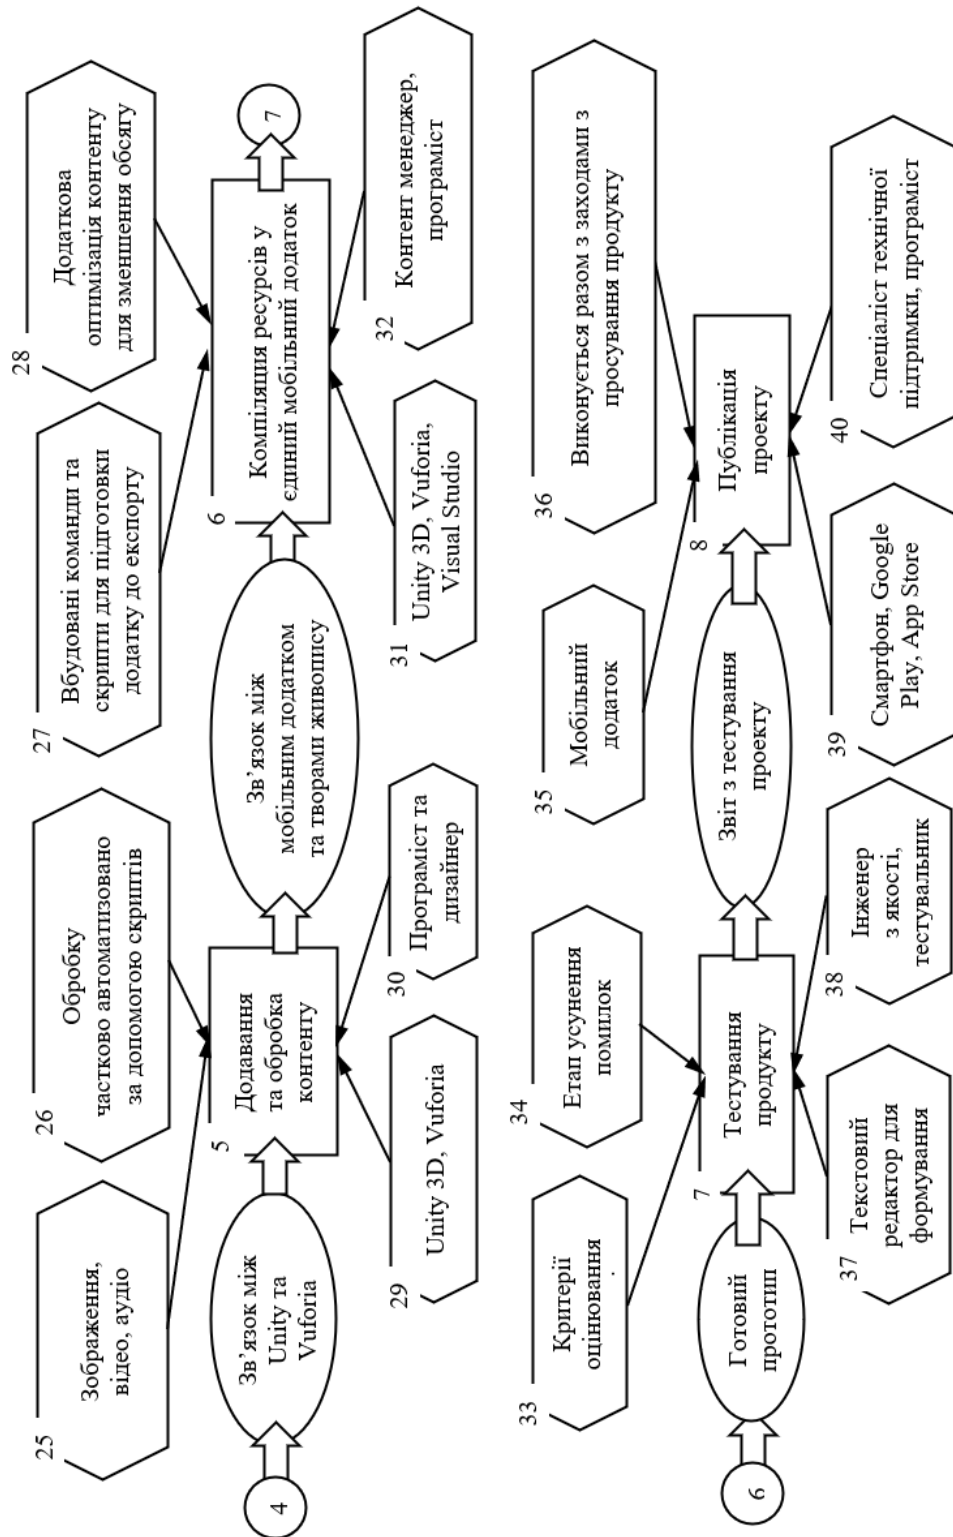 25
Зображення,
відео, аудіо
26
Обробку
частково автоматизовано
за допомогою скриптів
27
Вбудовані команди та
скрипти для підготовки
додатку до експорту
28
Додаткова
оптимізація контенту
для зменшення обсягу
4
Зв’язок між
Unity та
Vuforia
5
Додавання
та обробка
контенту
Зв’язок між
мобільним додатком
та творами живопису
6
Компіляція ресурсів у
єдиний мобільний додаток
7
29
Unity 3D, Vuforia
30
Програміст та
дизайнер
31
Unity 3D, Vuforia,
Visual Studio
32
Контент менеджер,
програміст
33
Критерії
оцінювання
.
34
Етап усунення
помилок
35
Мобільний
додаток
36
Виконується разом з заходами з
просування продукту
6
Готовий
прототип
7
Тестування
продукту
Звіт з тестування
проекту
8
Публікація
проекту
37
Текстовий
редактор для
формування
38
Інженер
з якості,
тестувальник
39
Смартфон, Google
Play, App Store
40
Спеціаліст технічної
підтримки, програміст